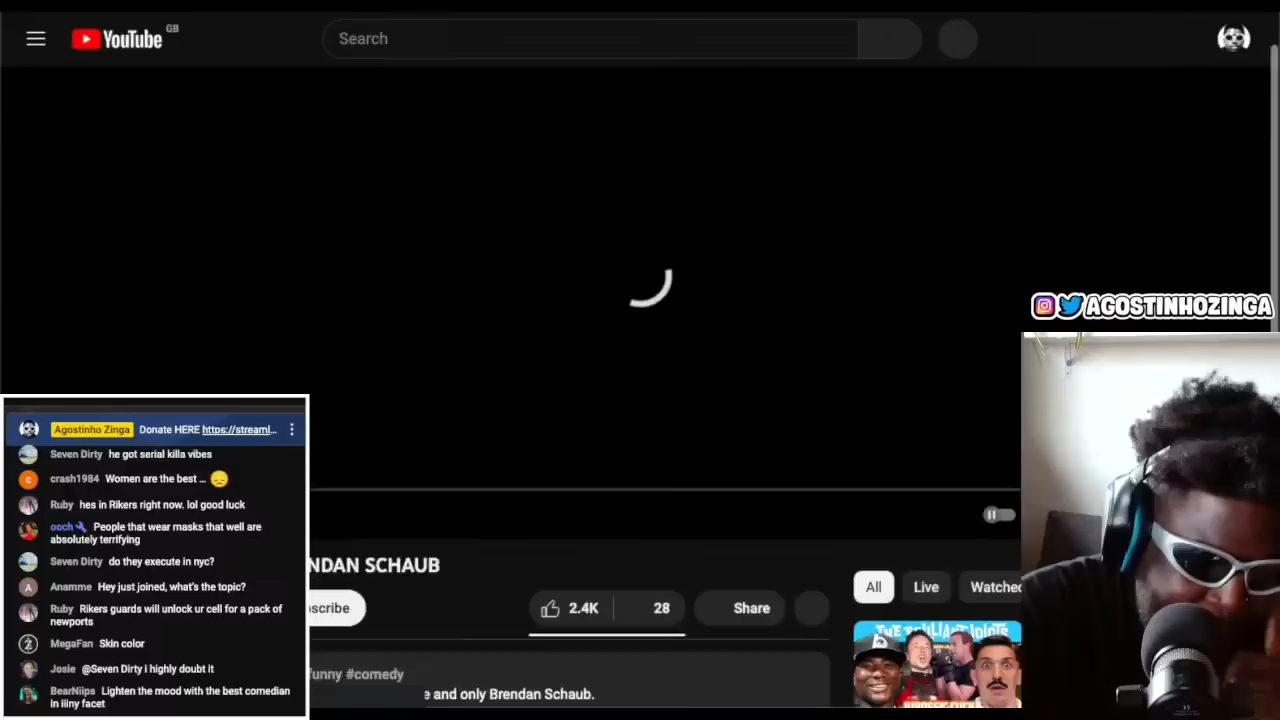 YouTube GB
Search
AGOSTINHOZINGA
Agostinho Zinga Donate HERE https://streaml...
Seven Dirty he got serial killa vibes
crash1984 Women are the best ... 😞
Ruby hes in Rikers right now. lol good luck
ooch People that wear masks that well are
absolutely terrifying
Seven Dirty do they execute in nyc?
Anamme Hey just joined, what's the topic?
Ruby Rikers guards will unlock ur cell for a pack of
newports
MegaFan Skin color
Josie @Seven Dirty i highly doubt it
BearNiips Lighten the mood with the best comedian
in iiiny facet
NDAN SCHAUB
scribe
2.4K
28
Share
All
Live
Watched
funny #comedy
e and only Brendan Schaub.
THE BRILLIANT IDIOTS